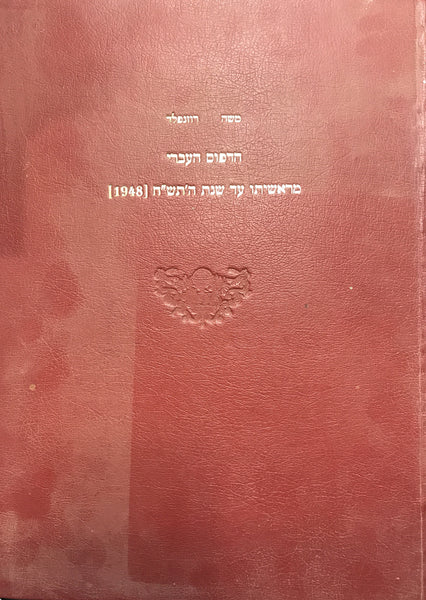 משה רוזנפלד
הדפוס העברי
מראשיתו עד שנת ה'תש"ח [1948]